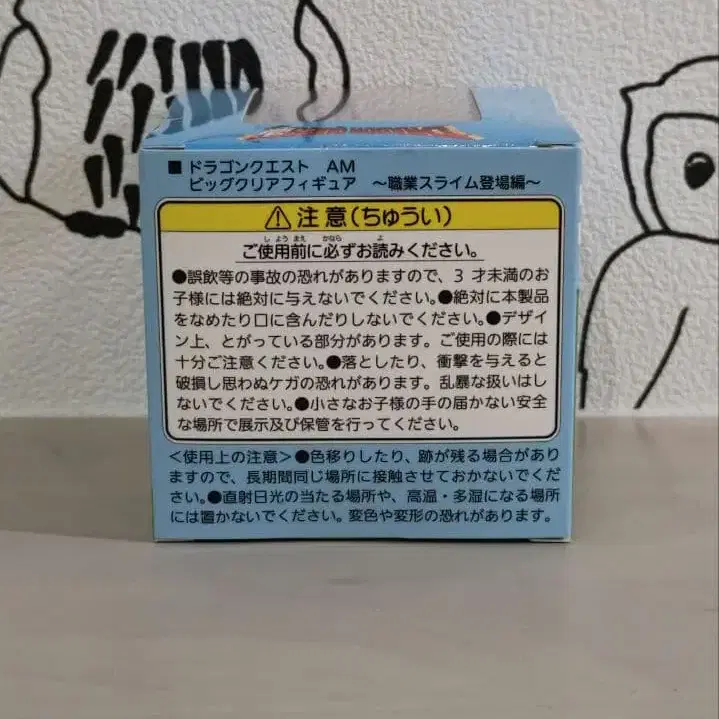 ■ドラゴンクエスト AM
ビッグクリアフィギュア ～職業スライム登場編～
注意(ちゅうい)
ご使用前に必ずお読みください。
●誤飲等の事故の恐れがありますので、3才未満のお
子様には絶対に与えないでください。●絶対に本製品
をなめたり口に含んだりしないでください。●デザイ
ン上、とがっている部分があります。ご使用の際には
十分ご注意ください。●落としたり、衝撃を与えると
破損し思わぬケガの恐れがあります。乱暴な扱いはし
ないでください。●小さなお子様の手の届かない安全
な場所で展示及び保管を行ってください。
<使用上の注意>●色移りしたり、跡が残る場合があり
ますので、長期間同じ場所に接触させておかないでくだ
さい。●直射日光の当たる場所や、高温・多湿になる場所
には置かないでください。変色や変形の恐れがあります。